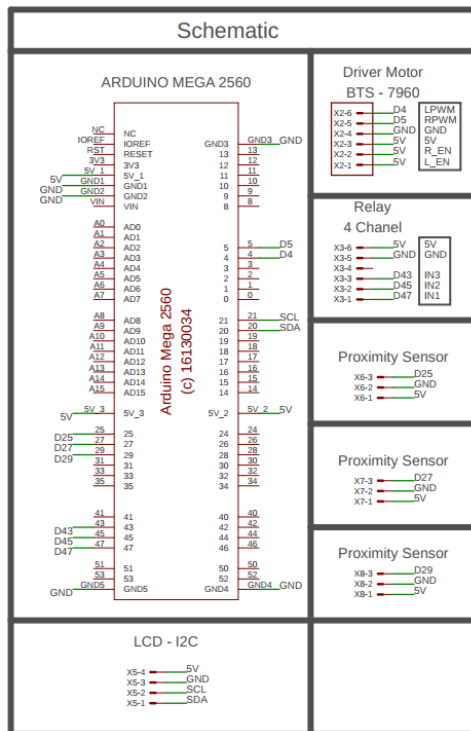 Schematic
ARDUINO MEGA 2560
NC NC
IOREF IOREF GND3 GND3 GND
RST RESET 13 13
3V3 3V3 12 12
5V 5V_1 5V_1 11 11
GND GND1 GND1 10 10
GND GND2 GND2 9 9
VIN VIN 8 8
A0 AD0
A1 AD1
A2 AD2 5 5 D5
A3 AD3 4 4 D4
A4 AD4 3 3
A5 AD5 2 2
A6 AD6 1 1
A7 AD7 0 0
A8 AD8 21 21 SCL
A9 AD9 20 20 SDA
A10 AD10 19 19
A11 AD11 18 18
A12 AD12 17 17
A13 AD13 16 16
A14 AD14 15 15
A15 AD15 14 14
5V 5V_3 5V_3 5V_2 5V_2 5V
D25 25 25 24 24
D27 27 27 26 26
D29 29 29 28 28
31 31 30 30
33 33 32 32
35 35 34 34
41 41 40 40
D43 43 43 42 42
D45 45 45 44 44
D47 47 47 46 46
51 51 50 50
53 53 52 52
GND GND5 GND5 GND4 GND4 GND
Arduino Mega 2560
(c) 16130034
Driver Motor
BTS - 7960
X2-6 D4 LPWM
X2-5 D5 RPWM
X2-4 GND GND
X2-3 5V 5V
X2-2 5V R_EN
X2-1 5V L_EN
Relay
4 Chanel
X3-6 5V 5V
X3-5 GND GND
X3-4
X3-3 D43 IN3
X3-2 D45 IN2
X3-1 D47 IN1
Proximity Sensor
X6-3 D25
X6-2 GND
X6-1 5V
Proximity Sensor
X7-3 D27
X7-2 GND
X7-1 5V
Proximity Sensor
X8-3 D29
X8-2 GND
X8-1 5V
LCD - I2C
X5-4 5V
X5-3 GND
X5-2 SCL
X5-1 SDA